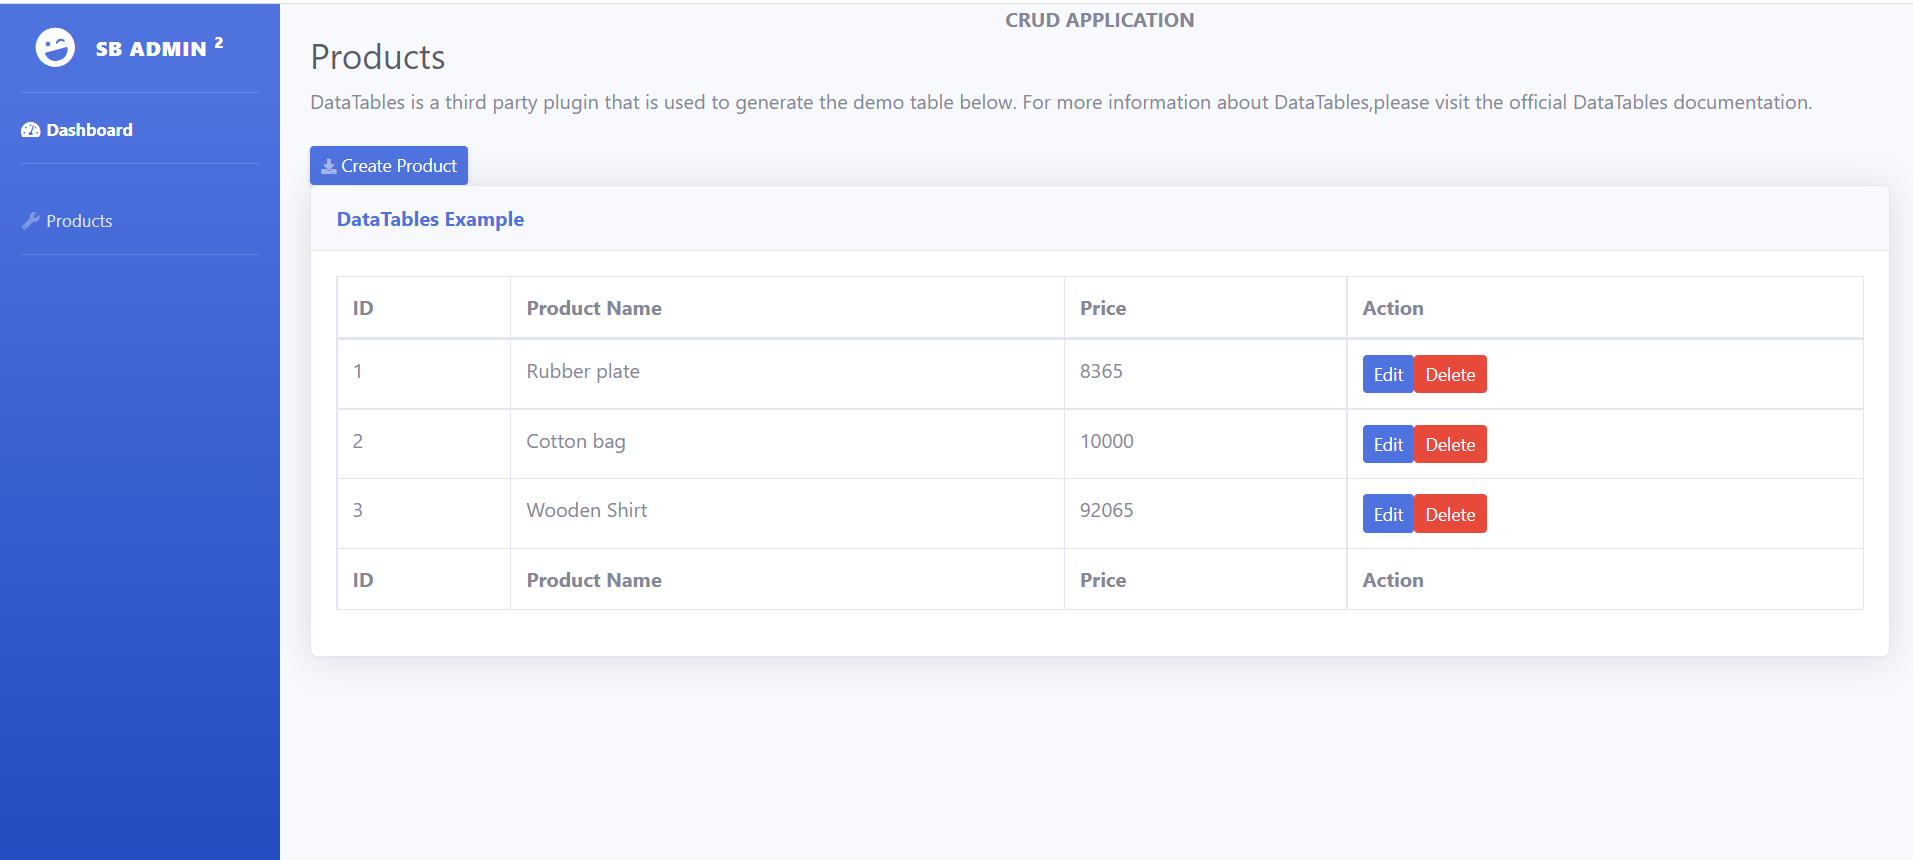 SB ADMIN 2
Dashboard
Products
CRUD APPLICATION
Products
DataTables is a third party plugin that is used to generate the demo table below. For more information about DataTables,please visit the official DataTables documentation.
Create Product
DataTables Example
ID Product Name Price Action
1 Rubber plate 8365 Edit Delete
2 Cotton bag 10000 Edit Delete
3 Wooden Shirt 92065 Edit Delete
ID Product Name Price Action